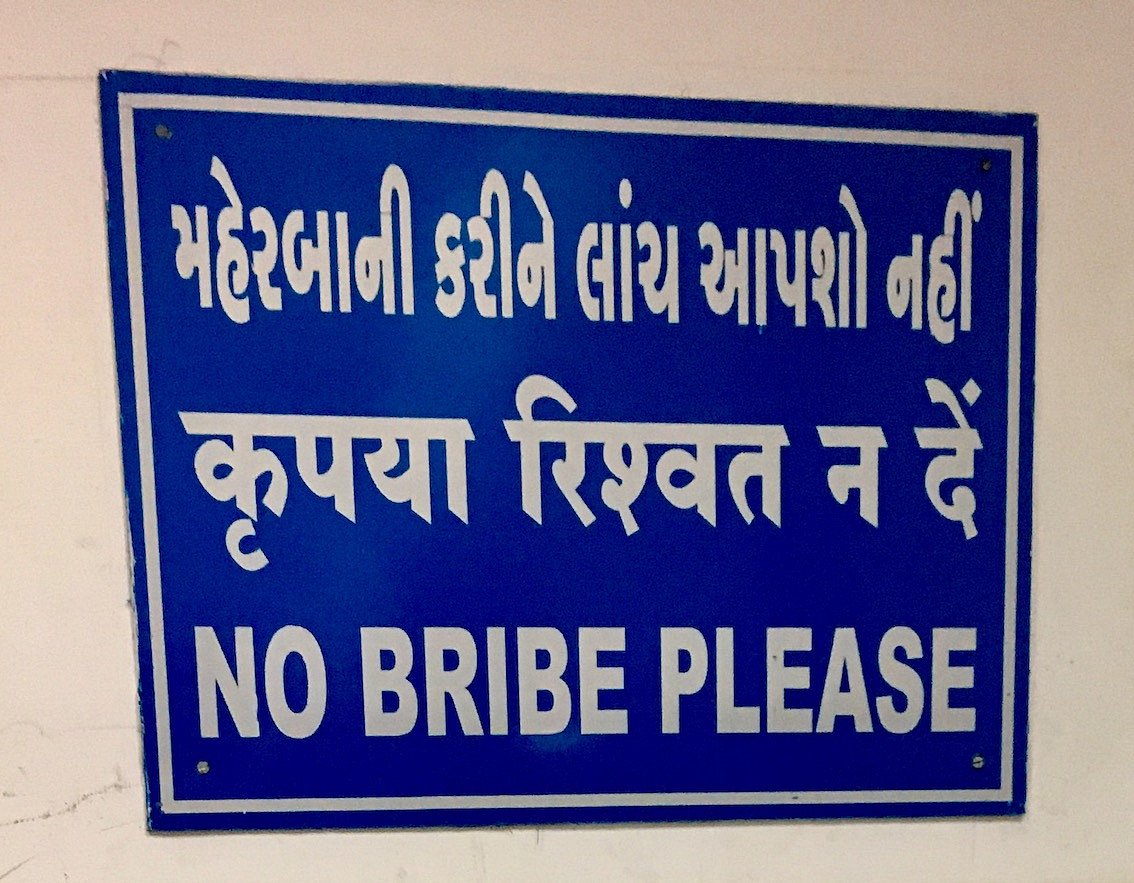 મહેરબાની કરીને લાંચ આપશો નહીં
कृपया रिश्वत न दें
NO BRIBE PLEASE